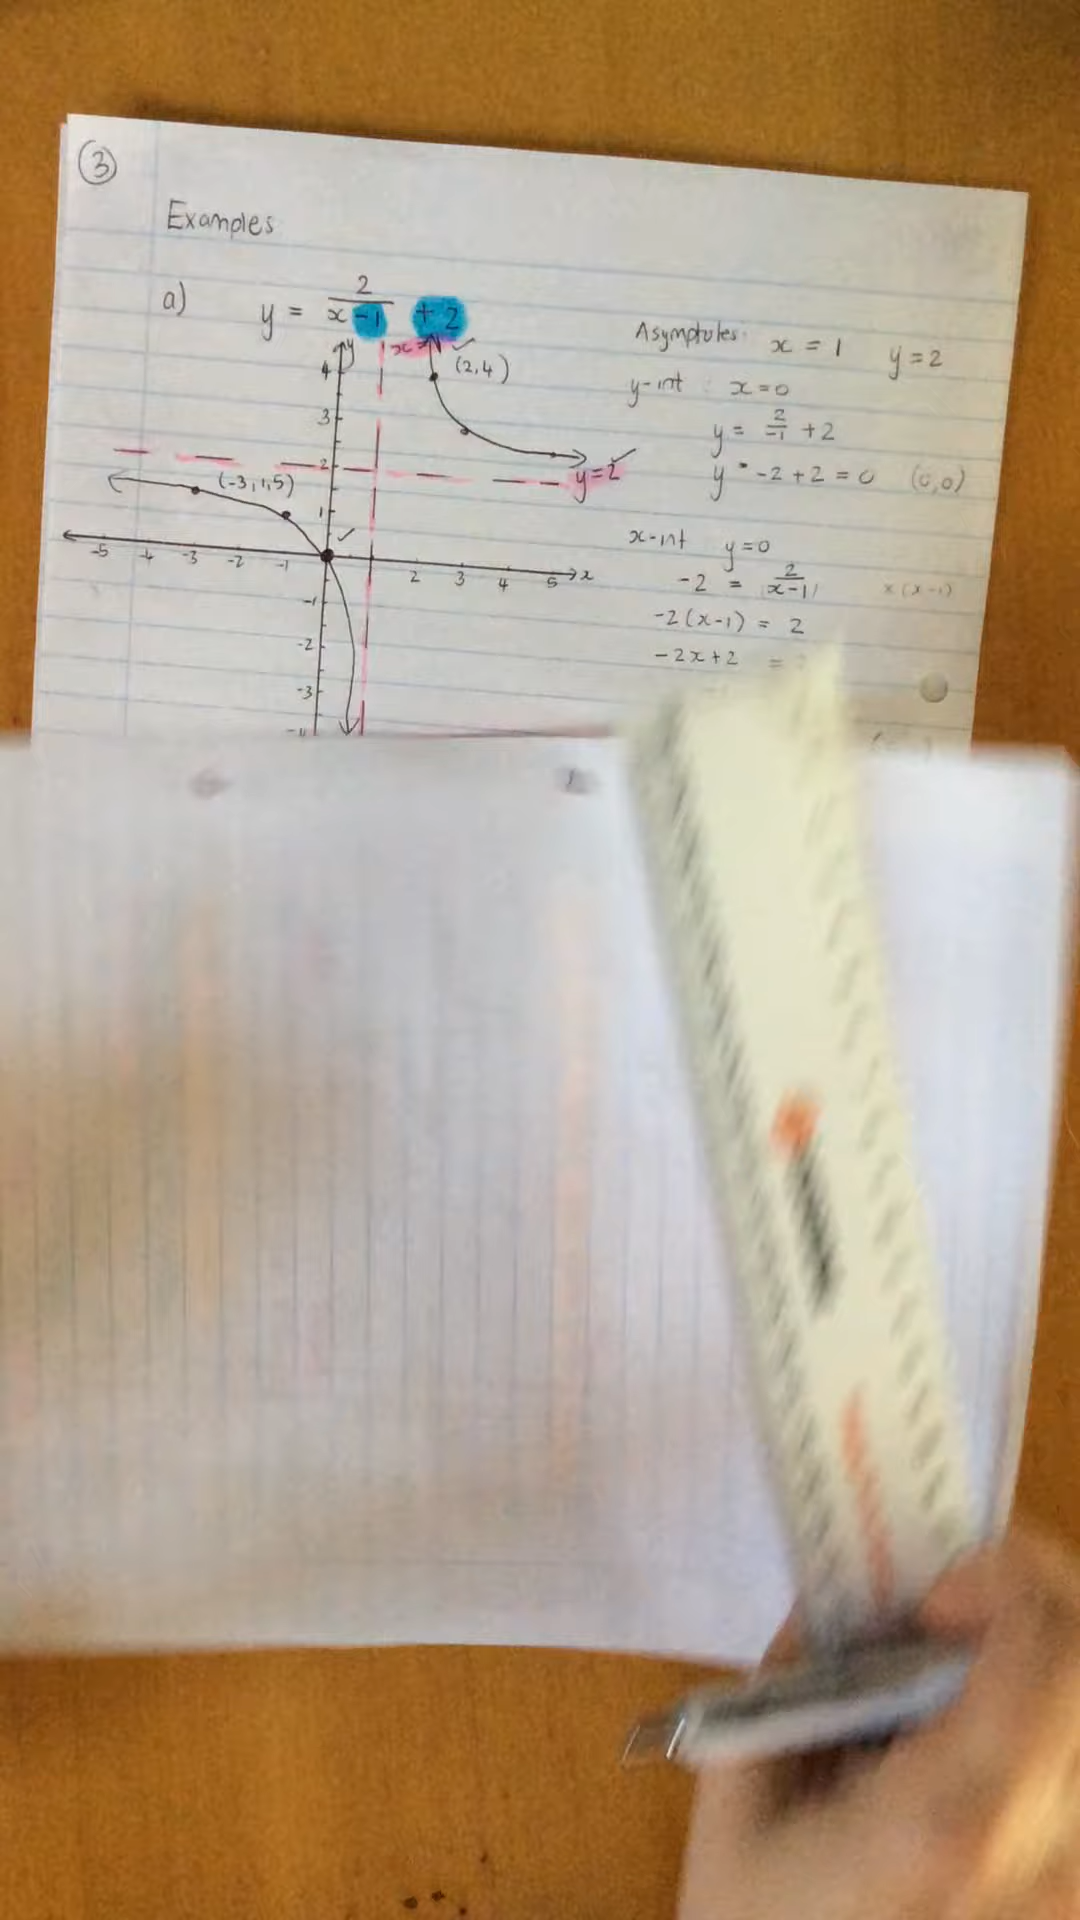 ③
Examples
a) y = 2/(x-1) + 2
x=1 ✓
y
4 (2,4)
3
2
y=2 ✓
(-3,1,5)
1
✓
-5 -4 -3 -2 -1 2 3 4 5 x
-1
-2
-3
-4
Asymptotes: x = 1 y = 2
y-int : x=0
y = 2/-1 + 2
y = -2+2 = 0 (0,0)
x-int y=0
-2 = 2/(x-1) ×(x-1)
-2(x-1) = 2
-2x+2 =